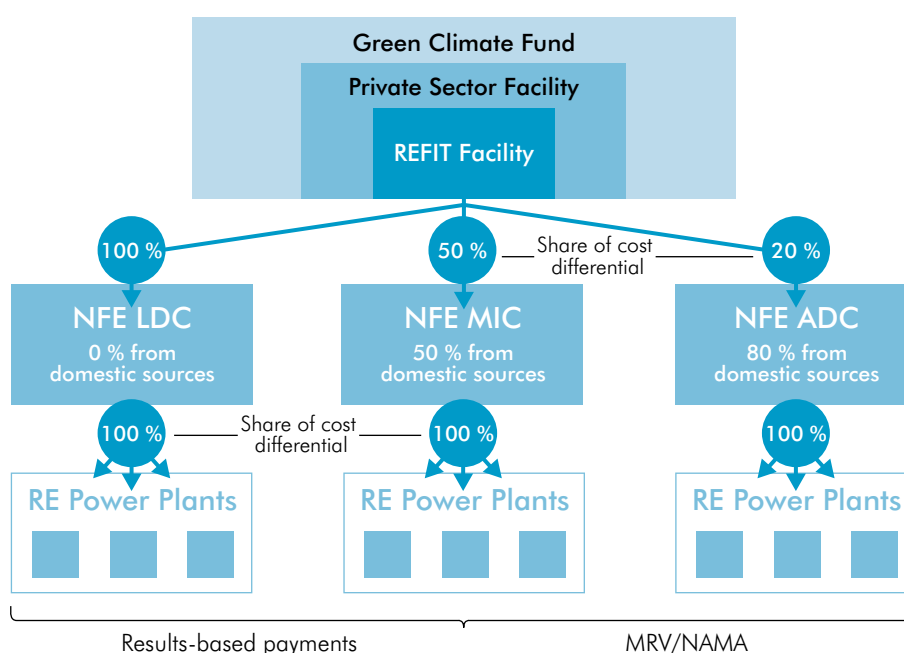 Green Climate Fund
Private Sector Facility
REFIT Facility
100 %
50 %
Share of cost
differential
20 %
NFE LDC
0 % from
domestic sources
NFE MIC
50 % from
domestic sources
NFE ADC
80 % from
domestic sources
100 %
Share of cost
differential
100 %
100 %
RE Power Plants
RE Power Plants
RE Power Plants
Results-based payments
MRV/NAMA